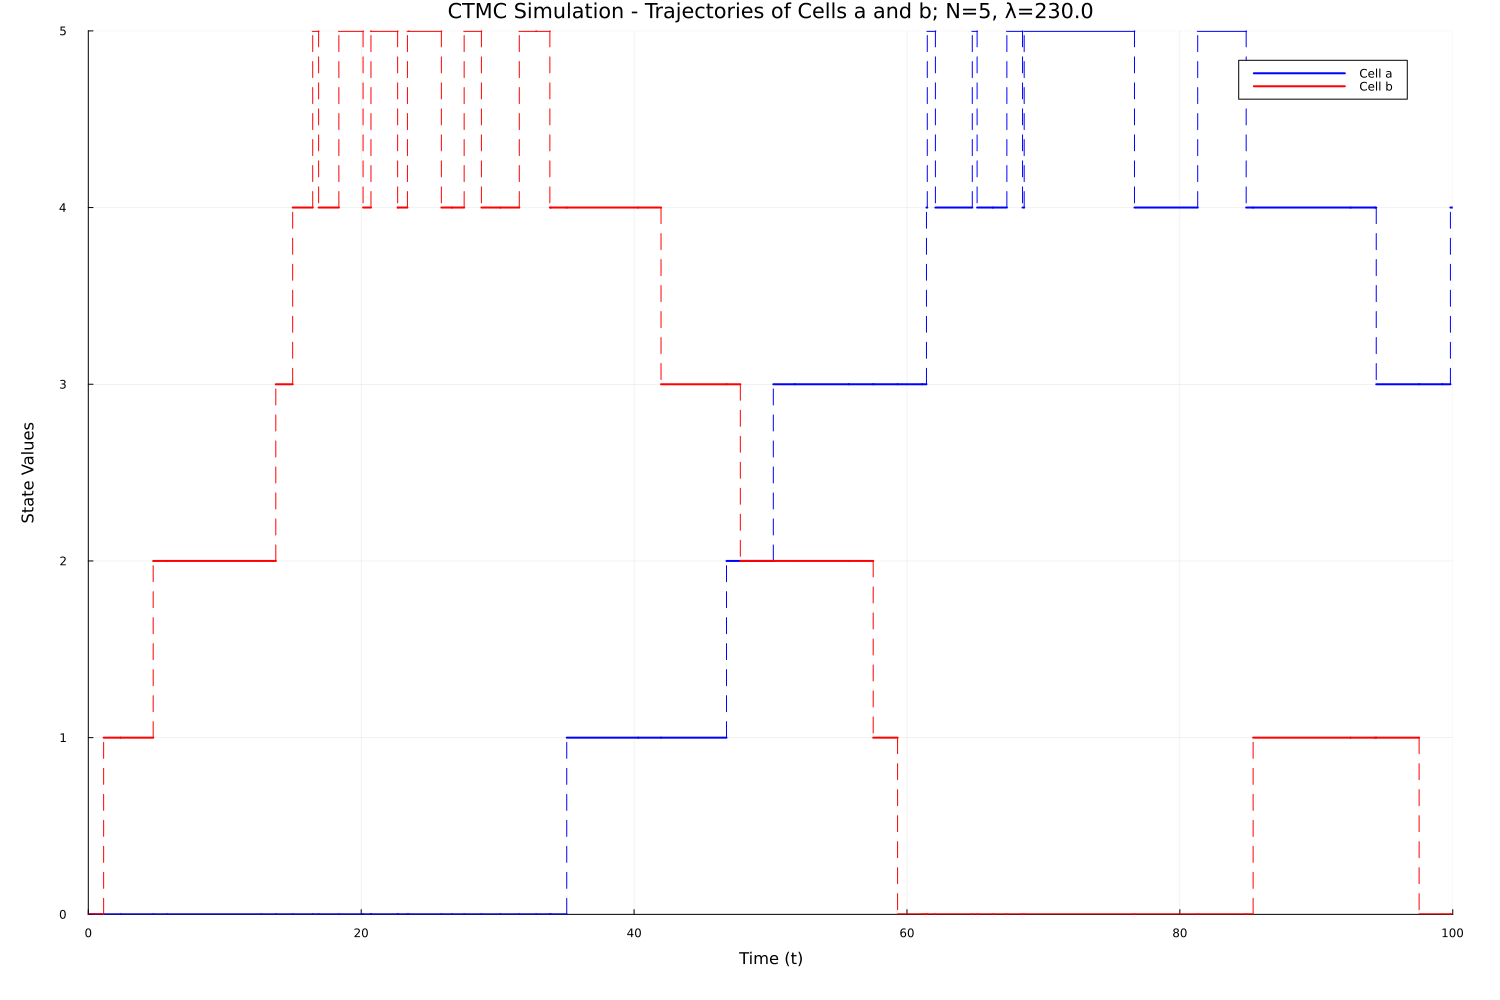 CTMC Simulation - Trajectories of Cells a and b; N=5, λ=230.0
5
Cell a
Cell b
4
3
State Values
2
1
0
0 20 40 60 80 100
Time (t)